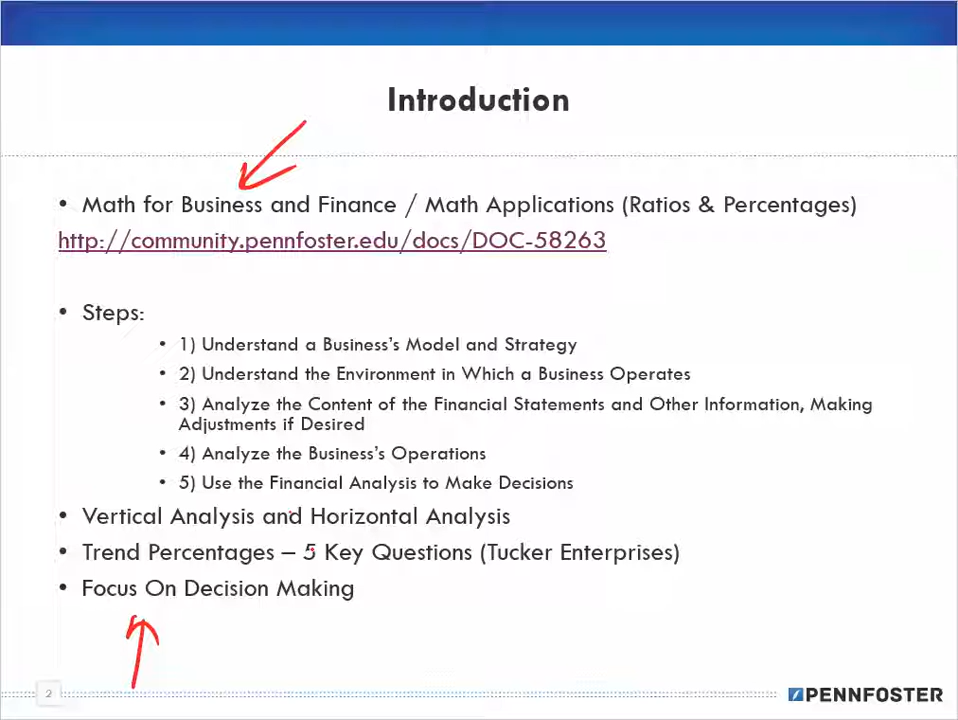 Introduction
• Math for Business and Finance / Math Applications (Ratios & Percentages)
http://community.pennfoster.edu/docs/DOC-58263
• Steps:
• 1) Understand a Business’s Model and Strategy
• 2) Understand the Environment in Which a Business Operates
• 3) Analyze the Content of the Financial Statements and Other Information, Making
Adjustments if Desired
• 4) Analyze the Business’s Operations
• 5) Use the Financial Analysis to Make Decisions
• Vertical Analysis and Horizontal Analysis
• Trend Percentages – 5 Key Questions (Tucker Enterprises)
• Focus On Decision Making
2
PENNFOSTER